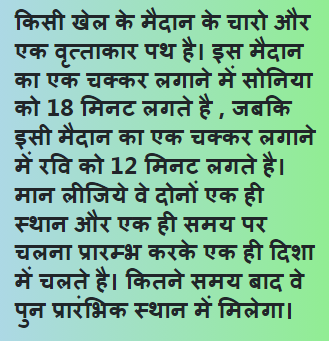 किसी खेल के मैदान के चारो और
एक वृत्ताकार पथ है। इस मैदान
का एक चक्कर लगाने में सोनिया
को 18 मिनट लगते है , जबकि
इसी मैदान का एक चक्कर लगाने
में रवि को 12 मिनट लगते है।
मान लीजिये वे दोनों एक ही
स्थान और एक ही समय पर
चलना प्रारम्भ करके एक ही दिशा
में चलते है। कितने समय बाद वे
पुन प्रारंभिक स्थान में मिलेगा।